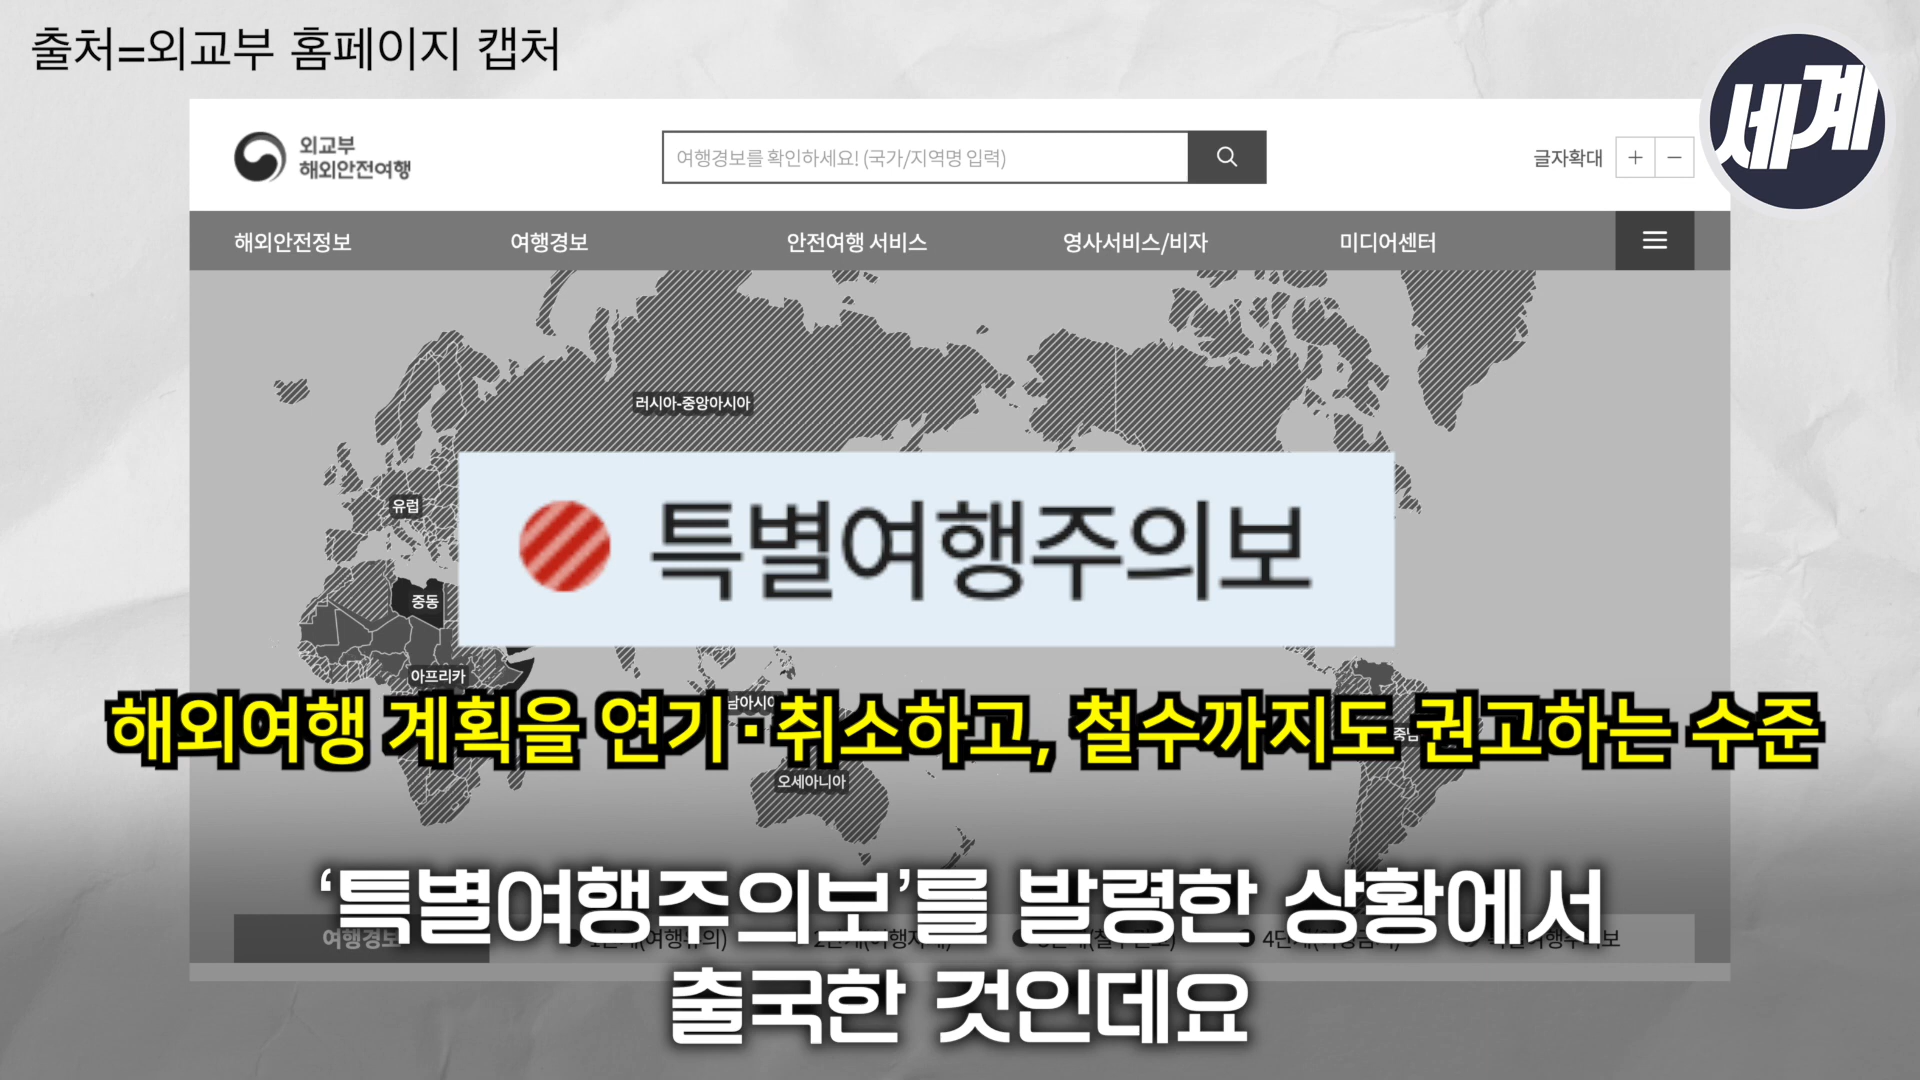 출처=외교부 홈페이지 캡처
세계
외교부
해외안전여행
여행경보를 확인하세요! (국가/지역명 입력)
글자확대 + −
해외안전정보 여행경보 안전여행 서비스 영사서비스/비자 미디어센터
러시아-중앙아시아
유럽
특별여행주의보
중동
아프리카
해외여행 계획을 연기·취소하고, 철수까지도 권고하는 수준
오세아니아
'특별여행주의보'를 발령한 상황에서
여행경보
출국한 것인데요